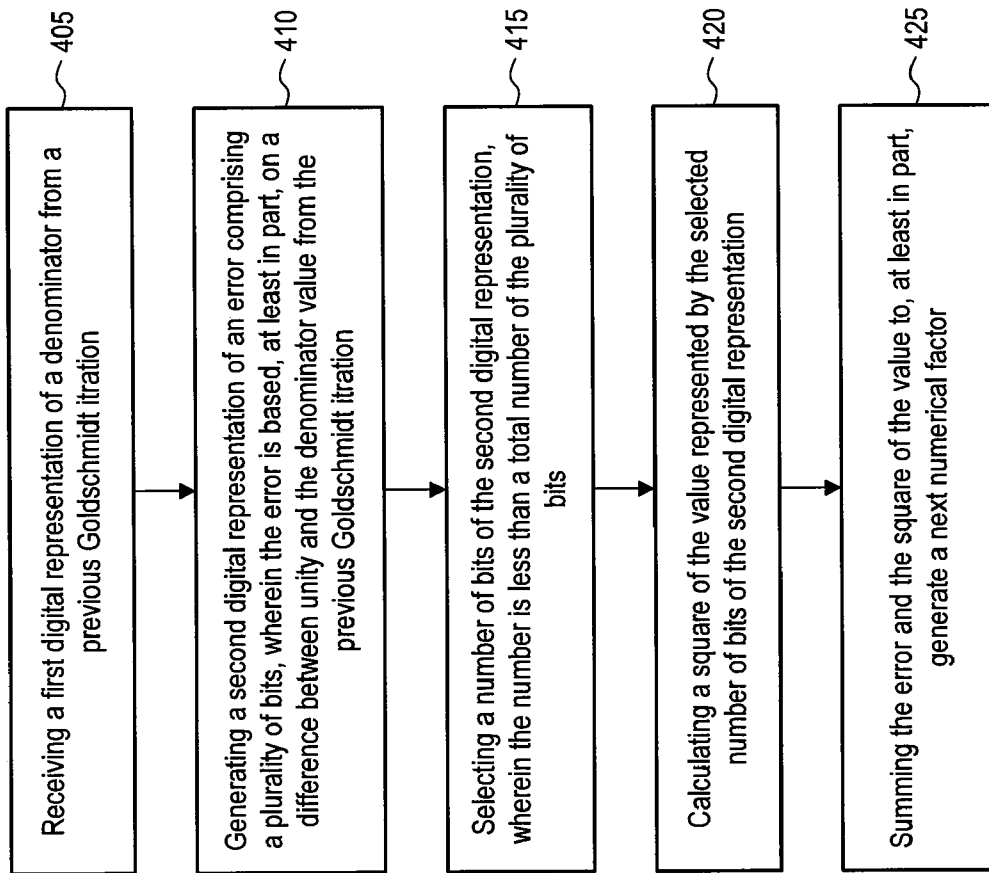 Receiving a first digital representation of a denominator from a
previous Goldschmidt itration
405
Generating a second digital representation of an error comprising
a plurality of bits, wherein the error is based, at least in part, on a
difference between unity and the denominator value from the
previous Goldschmidt itration
410
Selecting a number of bits of the second digital representation,
wherein the number is less than a total number of the plurality of
bits
415
Calculating a square of the value represented by the selected
number of bits of the second digital representation
420
Summing the error and the square of the value to, at least in part,
generate a next numerical factor
425